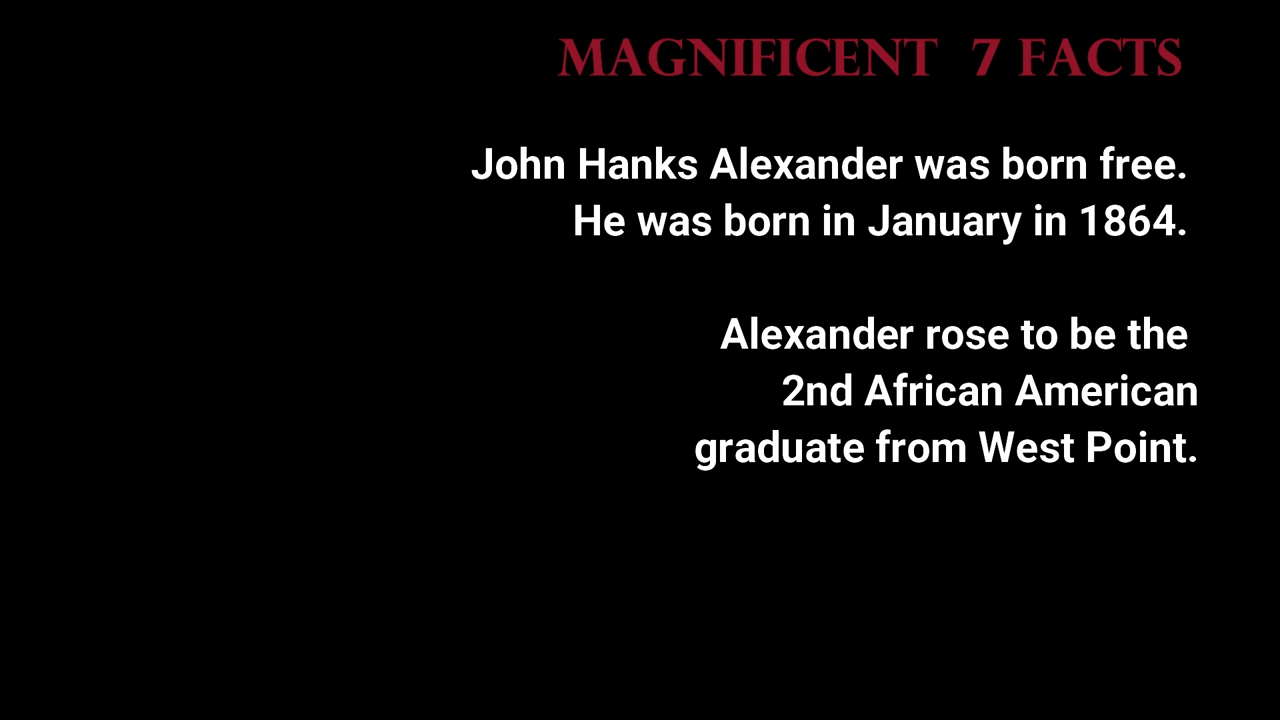 MAGNIFICENT 7 FACTS
John Hanks Alexander was born free.
He was born in January in 1864.
Alexander rose to be the
2nd African American
graduate from West Point.